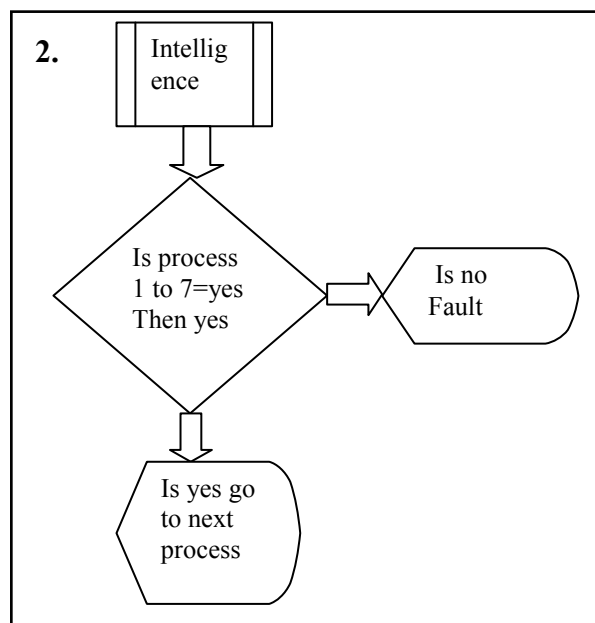 2.
Intellig
ence
Is process
1 to 7=yes
Then yes
Is no
Fault
Is yes go
to next
process